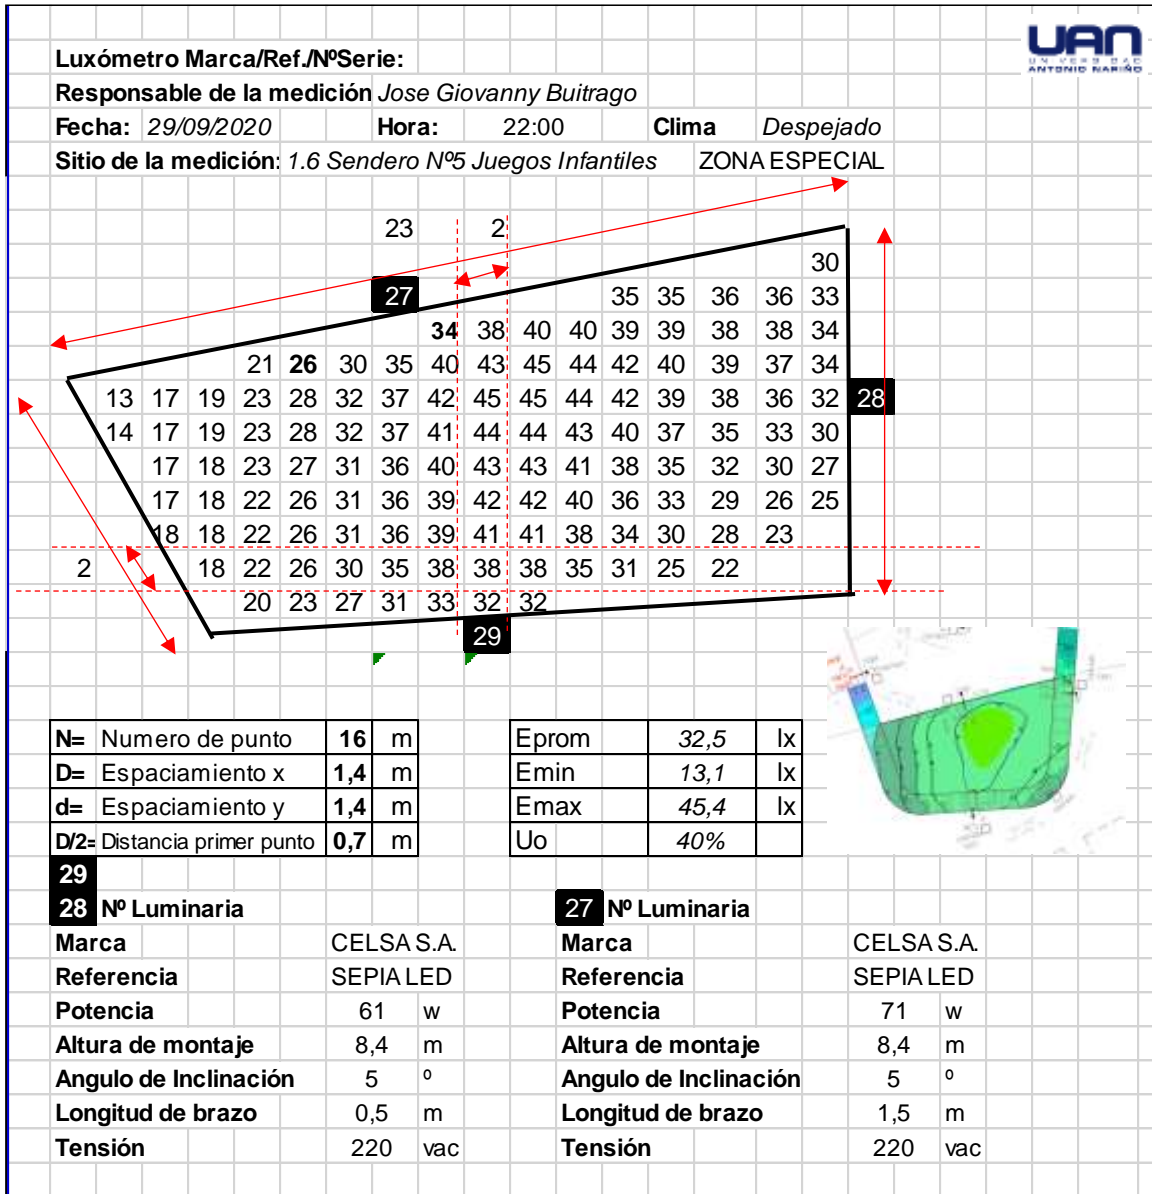 UAN
UNIVERSIDAD
ANTONIO NARIÑO
Luxómetro Marca/Ref./NºSerie:
Responsable de la medición Jose Giovanny Buitrago
Fecha: 29/09/2020 Hora: 22:00 Clima Despejado
Sitio de la medición: 1.6 Sendero Nº5 Juegos Infantiles ZONA ESPECIAL
23 2
30
27 35 35 36 36 33
34 38 40 40 39 39 38 38 34
21 26 30 35 40 43 45 44 42 40 39 37 34
13 17 19 23 28 32 37 42 45 45 44 42 39 38 36 32 28
14 17 19 23 28 32 37 41 44 44 43 40 37 35 33 30
17 18 23 27 31 36 40 43 43 41 38 35 32 30 27
17 18 22 26 31 36 39 42 42 40 36 33 29 26 25
18 18 22 26 31 36 39 41 41 38 34 30 28 23
2 18 22 26 30 35 38 38 38 35 31 25 22
20 23 27 31 33 32 32
29
N= Numero de punto 16 m Eprom 32,5 lx
D= Espaciamiento x 1,4 m Emin 13,1 lx
d= Espaciamiento y 1,4 m Emax 45,4 lx
D/2= Distancia primer punto 0,7 m Uo 40%
29
28 Nº Luminaria 27 Nº Luminaria
Marca CELSA S.A. Marca CELSA S.A.
Referencia SEPIA LED Referencia SEPIA LED
Potencia 61 w Potencia 71 w
Altura de montaje 8,4 m Altura de montaje 8,4 m
Angulo de Inclinación 5 º Angulo de Inclinación 5 º
Longitud de brazo 0,5 m Longitud de brazo 1,5 m
Tensión 220 vac Tensión 220 vac